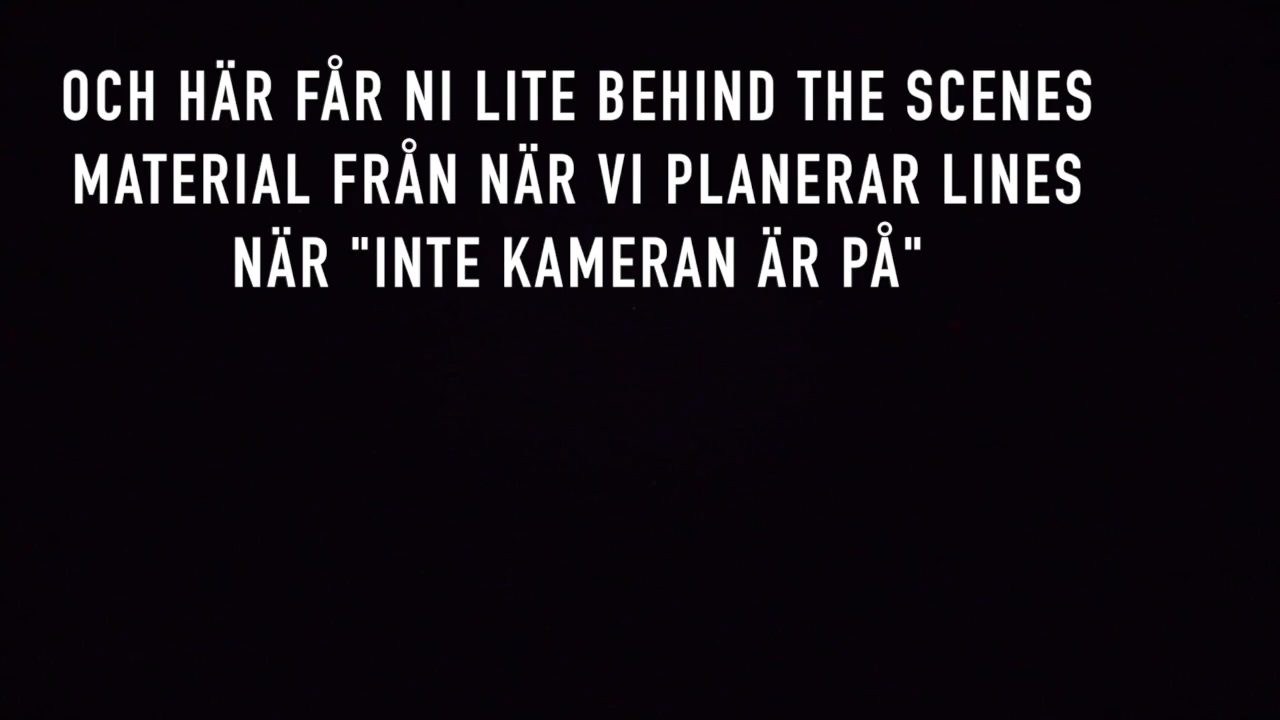 OCH HÄR FÅR NI LITE BEHIND THE SCENES
MATERIAL FRÅN NÄR VI PLANERAR LINES
NÄR "INTE KAMERAN ÄR PÅ"